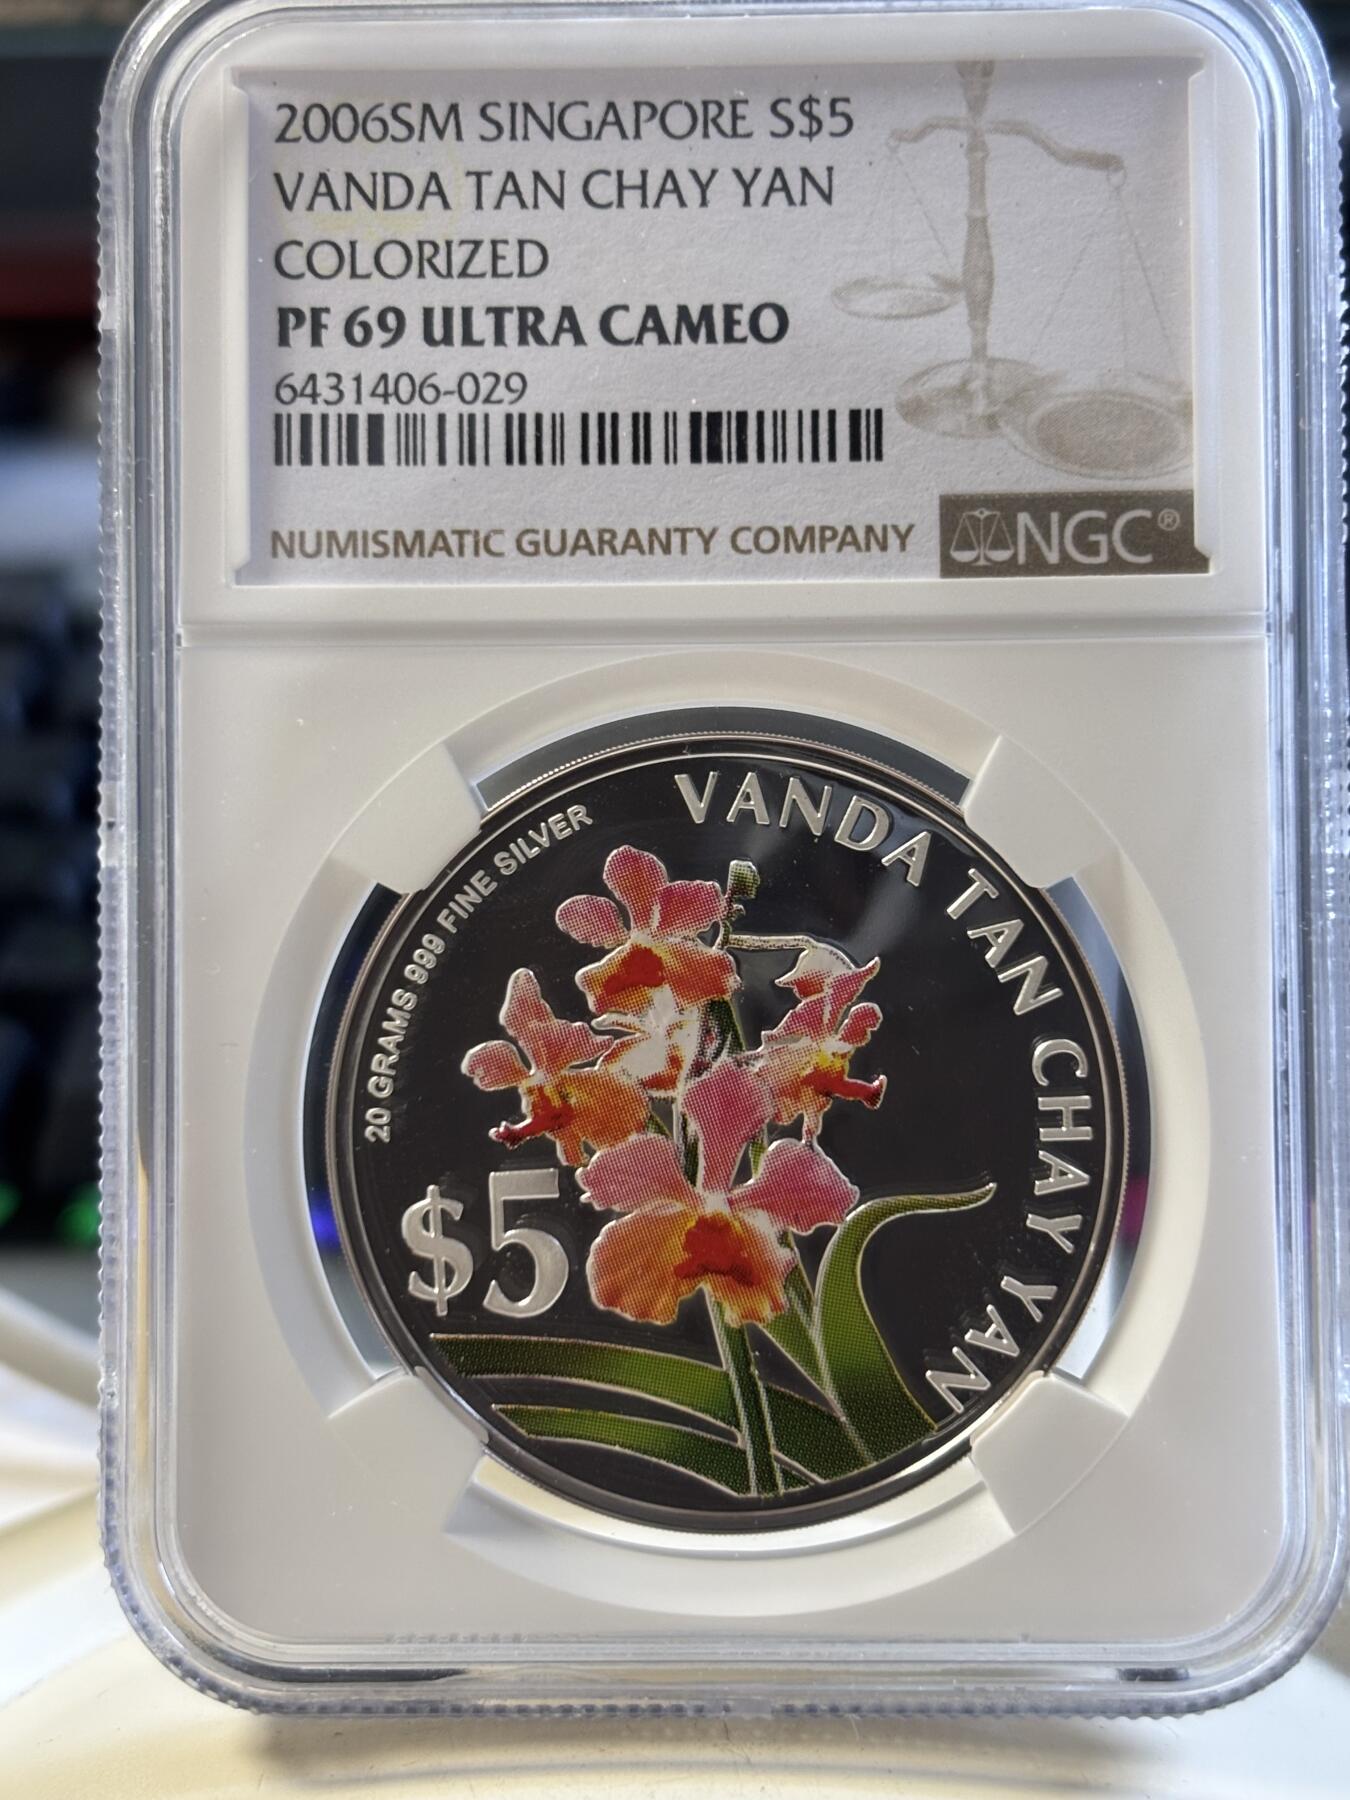 2006SM SINGAPORE S$5
VANDA TAN CHAY YAN
COLORIZED
PF 69 ULTRA CAMEO
6431406-029
NUMISMATIC GUARANTY COMPANY
NGC®
20 GRAMS 999 FINE SILVER
VANDA TAN CHAY YAN
$5